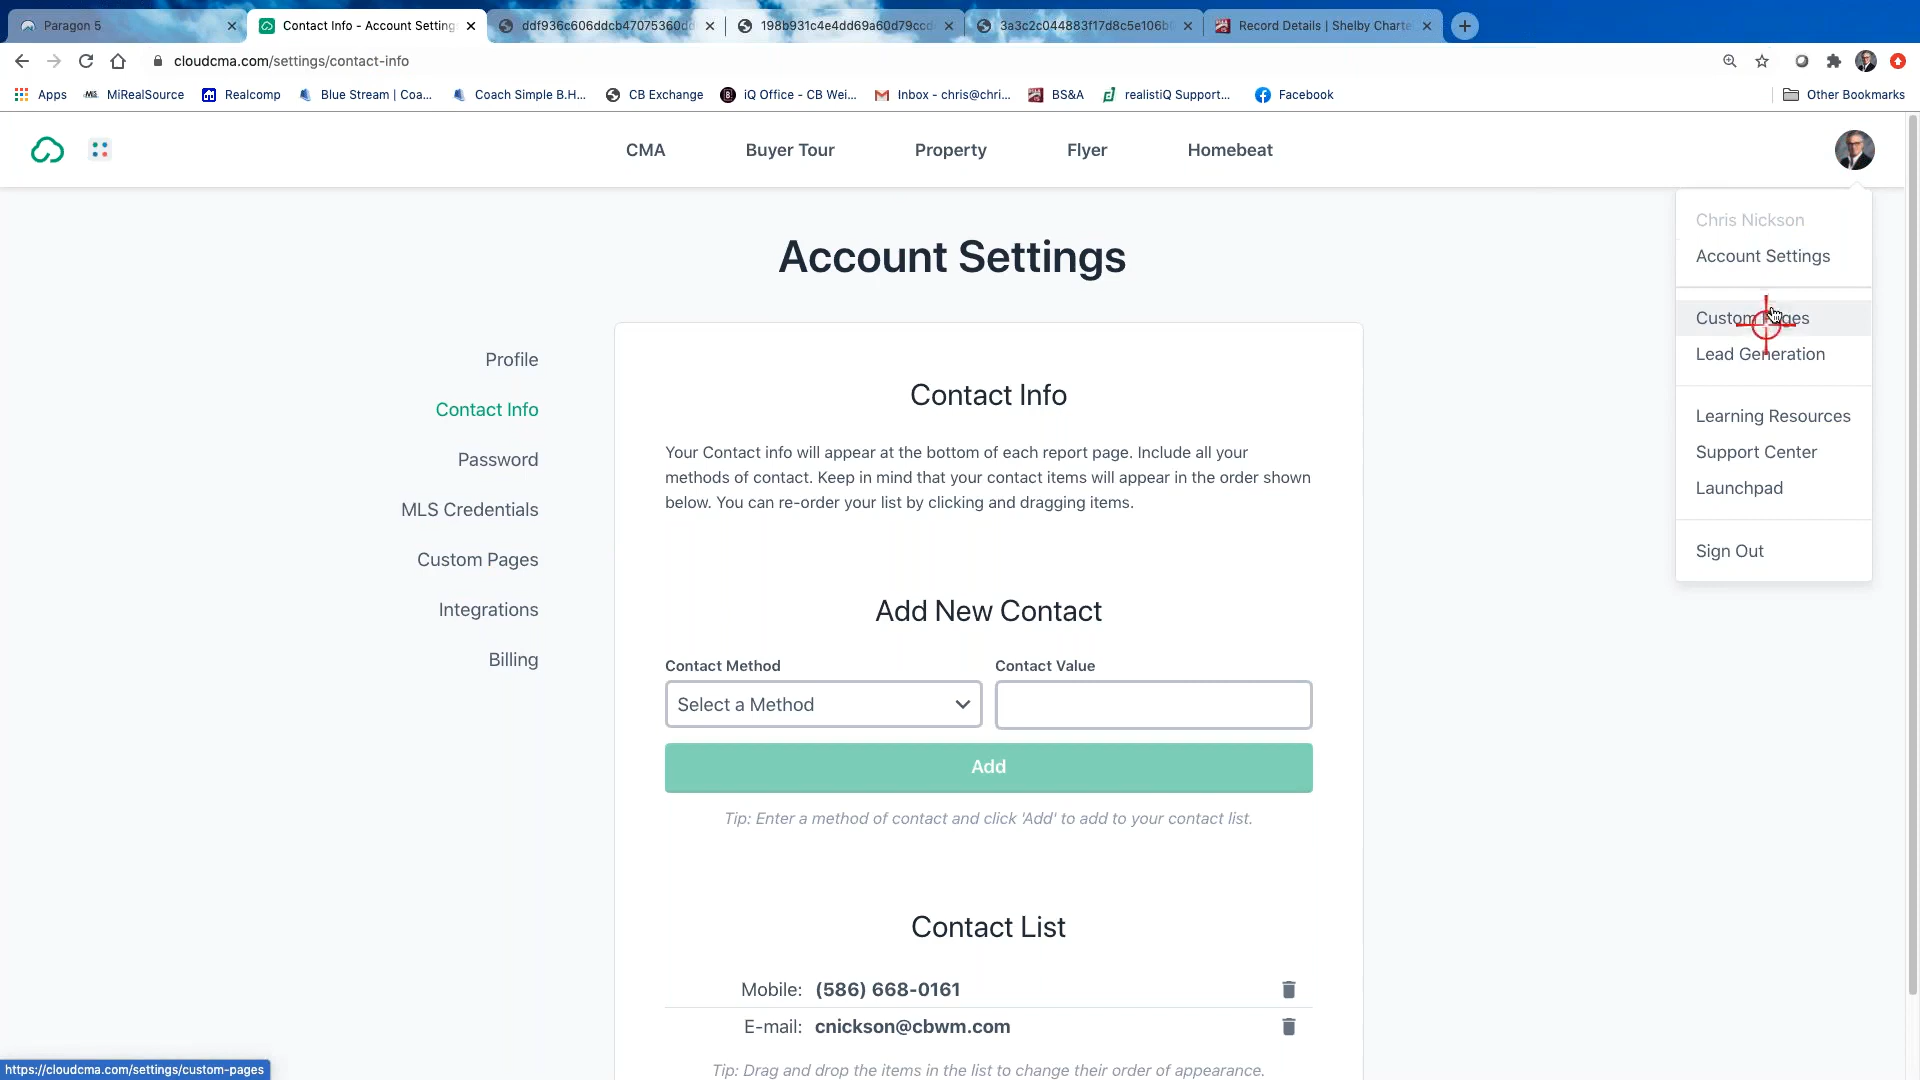 Paragon 5
Contact Info - Account Setting
ddf936c606ddcb47075360d
198b931c4e4dd69a60d79ccd
3a3c2c044883f17d8c5e106b
Record Details | Shelby Charte
cloudcma.com/settings/contact-info
Apps
MiRealSource
Realcomp
Blue Stream | Coa...
Coach Simple B.H...
CB Exchange
iQ Office - CB Wei...
Inbox - chris@chri...
BS&A
realistiQ Support...
Facebook
Other Bookmarks
CMA
Buyer Tour
Property
Flyer
Homebeat
Chris Nickson
Account Settings
Custom Pages
Lead Generation
Learning Resources
Support Center
Launchpad
Sign Out
Account Settings
Profile
Contact Info
Password
MLS Credentials
Custom Pages
Integrations
Billing
Contact Info
Your Contact info will appear at the bottom of each report page. Include all your
methods of contact. Keep in mind that your contact items will appear in the order shown
below. You can re-order your list by clicking and dragging items.
Add New Contact
Contact Method
Contact Value
Select a Method
Add
Tip: Enter a method of contact and click 'Add' to add to your contact list.
Contact List
Mobile: (586) 668-0161
E-mail: cnickson@cbwm.com
Tip: Drag and drop the items in the list to change their order of appearance.
https://cloudcma.com/settings/custom-pages